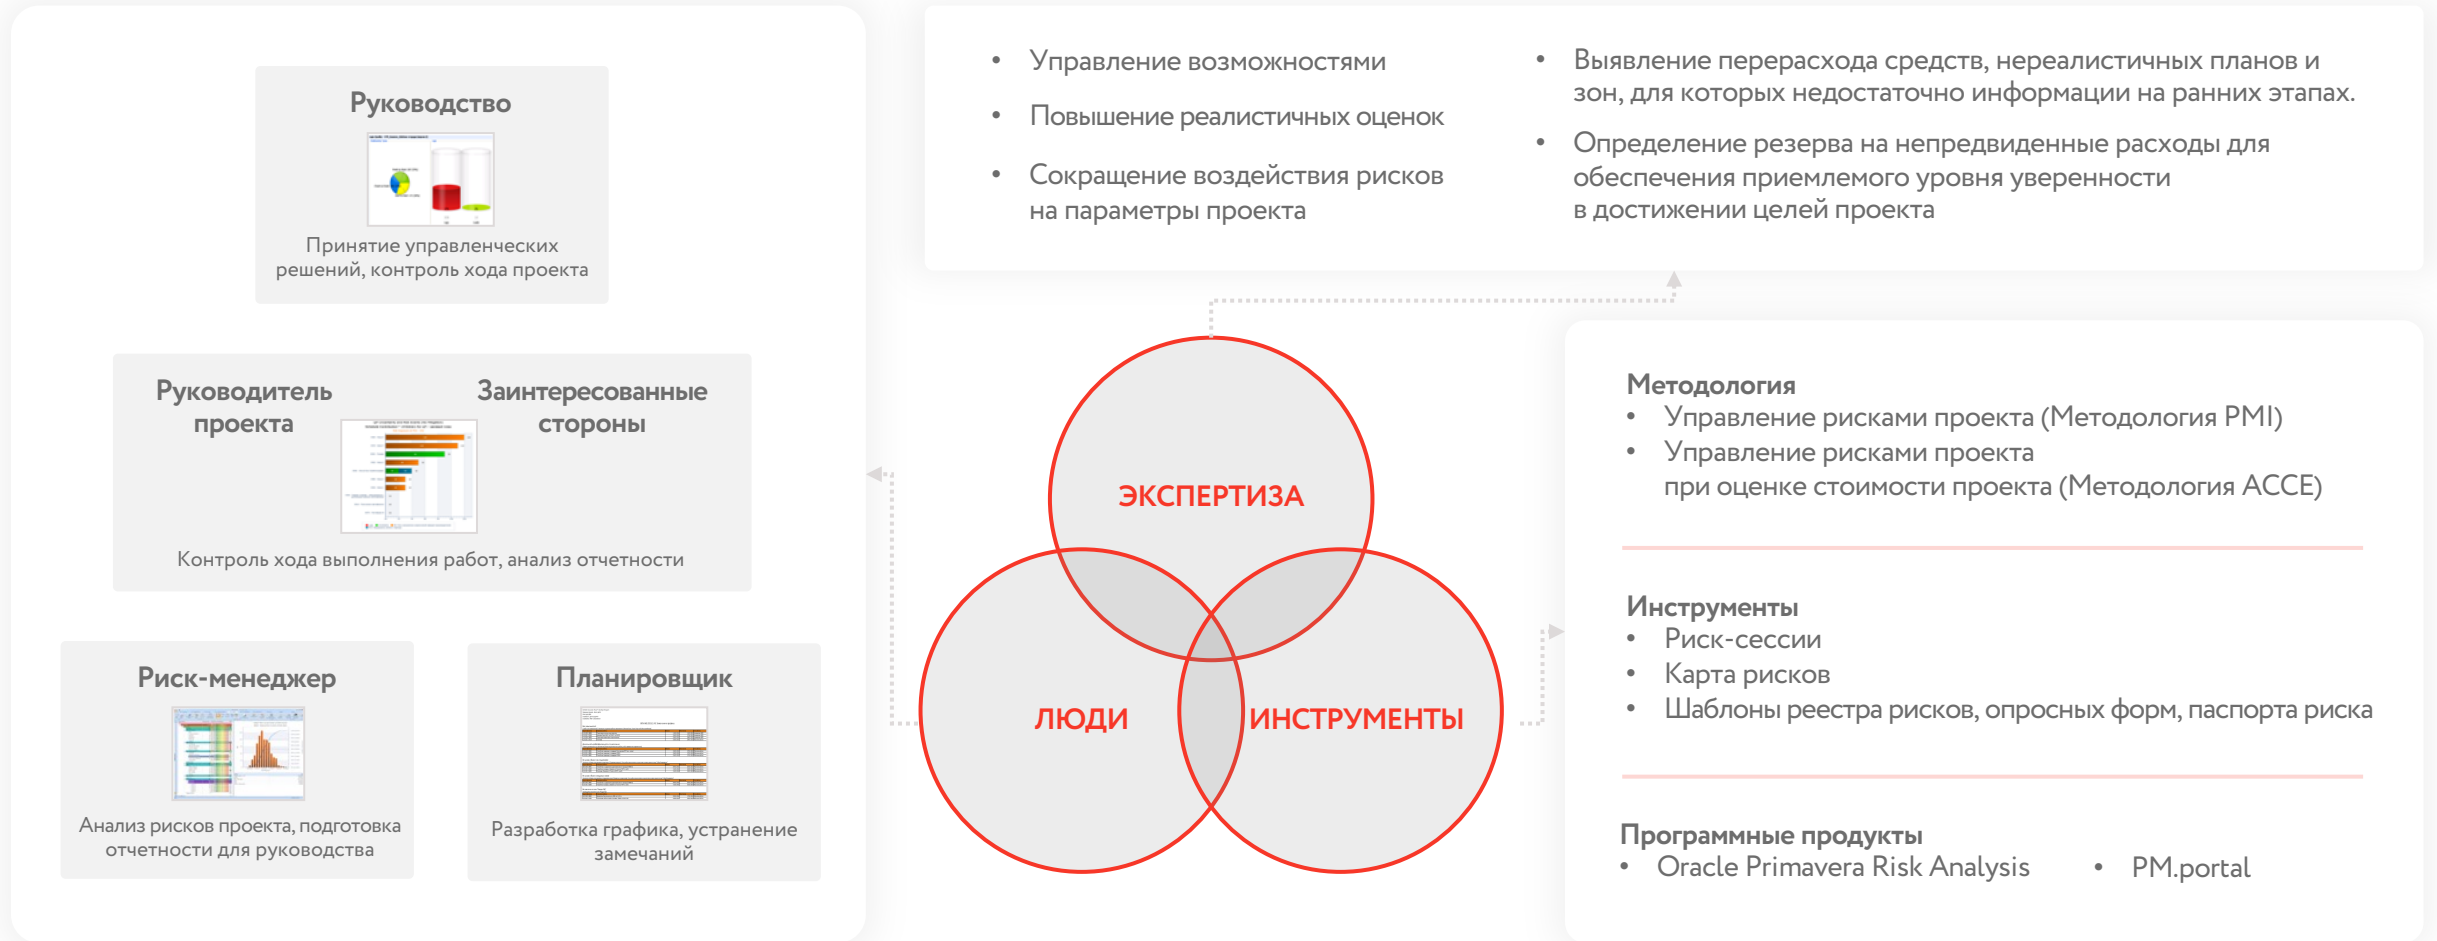 Руководство
Принятие управленческих
решений, контроль хода проекта
Руководитель
проекта
Заинтересованные
стороны
Контроль хода выполнения работ, анализ отчетности
Риск-менеджер
Анализ рисков проекта, подготовка
отчетности для руководства
Планировщик
Разработка графика, устранение
замечаний
• Управление возможностями
• Повышение реалистичных оценок
• Сокращение воздействия рисков
на параметры проекта
• Выявление перерасхода средств, нереалистичных планов и
зон, для которых недостаточно информации на ранних этапах.
• Определение резерва на непредвиденные расходы для
обеспечения приемлемого уровня уверенности
в достижении целей проекта
ЭКСПЕРТИЗА
ЛЮДИ
ИНСТРУМЕНТЫ
Методология
• Управление рисками проекта (Методология PMI)
• Управление рисками проекта
при оценке стоимости проекта (Методология ACCE)
Инструменты
• Риск-сессии
• Карта рисков
• Шаблоны реестра рисков, опросных форм, паспорта риска
Программные продукты
• Oracle Primavera Risk Analysis
• PM.portal